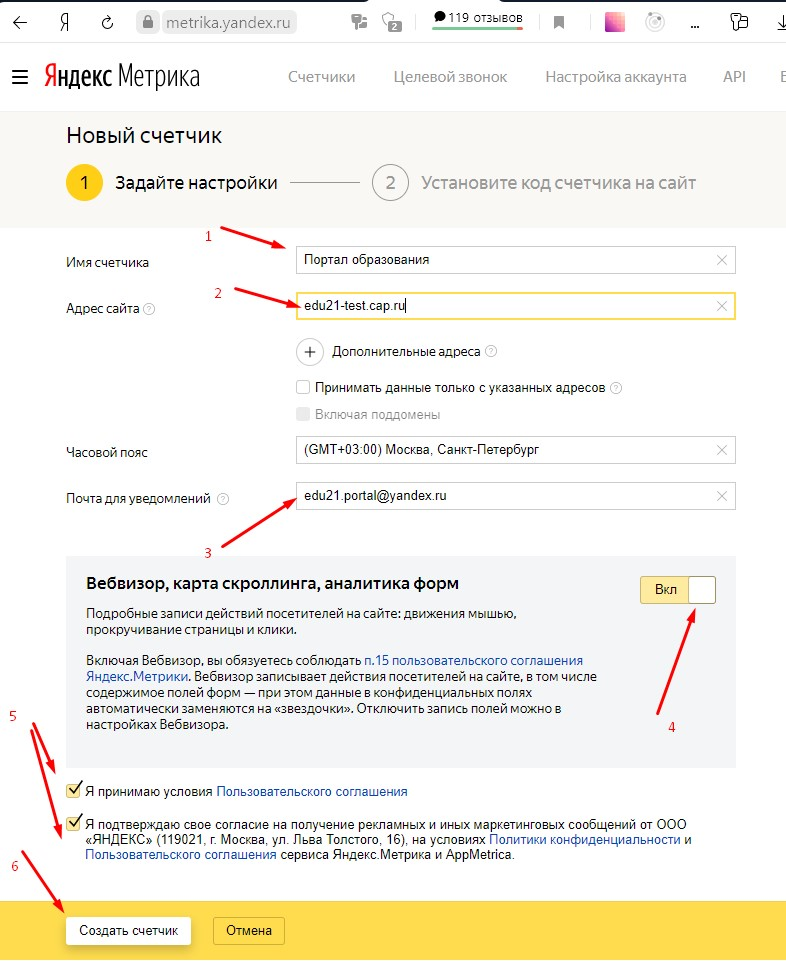 metrika.yandex.ru 2 119 отзывов ...
Яндекс Метрика Счетчики Целевой звонок Настройка аккаунта API
Новый счетчик
1 Задайте настройки 2 Установите код счетчика на сайт
1
Имя счетчика Портал образования
2
Адрес сайта ? edu21-test.cap.ru
+ Дополнительные адреса ?
Принимать данные только с указанных адресов ?
Включая поддомены
Часовой пояс (GMT+03:00) Москва, Санкт-Петербург
Почта для уведомлений ? edu21.portal@yandex.ru
3
Вебвизор, карта скроллинга, аналитика форм Вкл
Подробные записи действий посетителей на сайте: движения мышью,
прокручивание страницы и клики.
Включая Вебвизор, вы обязуетесь соблюдать п.15 пользовательского соглашения
Яндекс.Метрики. Вебвизор записывает действия посетителей на сайте, в том числе
содержимое полей форм — при этом данные в конфиденциальных полях
автоматически заменяются на «звездочки». Отключить запись полей можно в
настройках Вебвизора.
4
5
Я принимаю условия Пользовательского соглашения
Я подтверждаю свое согласие на получение рекламных и иных маркетинговых сообщений от ООО
«ЯНДЕКС» (119021, г. Москва, ул. Льва Толстого, 16), на условиях Политики конфиденциальности и
Пользовательского соглашения сервиса Яндекс.Метрика и AppMetrica.
6
Создать счетчик Отмена